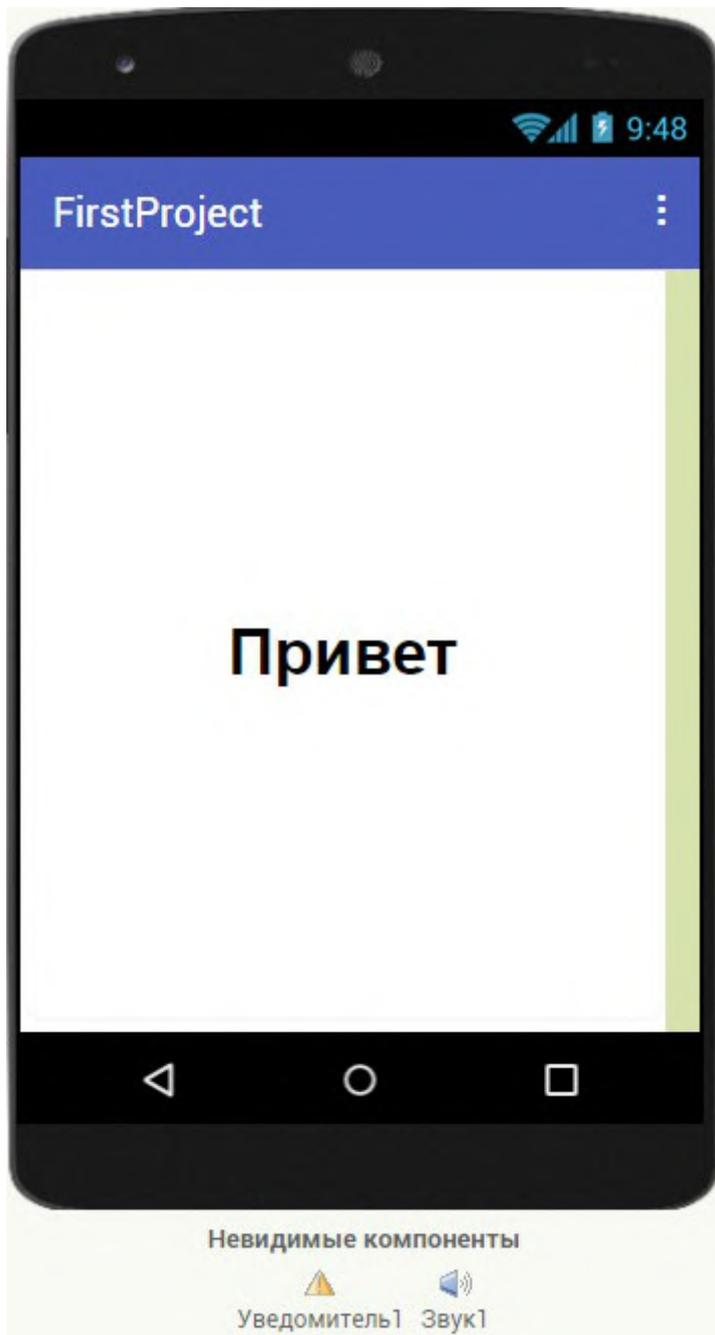 9:48
FirstProject
Привет
Невидимые компоненты
Уведомитель1 Звук1